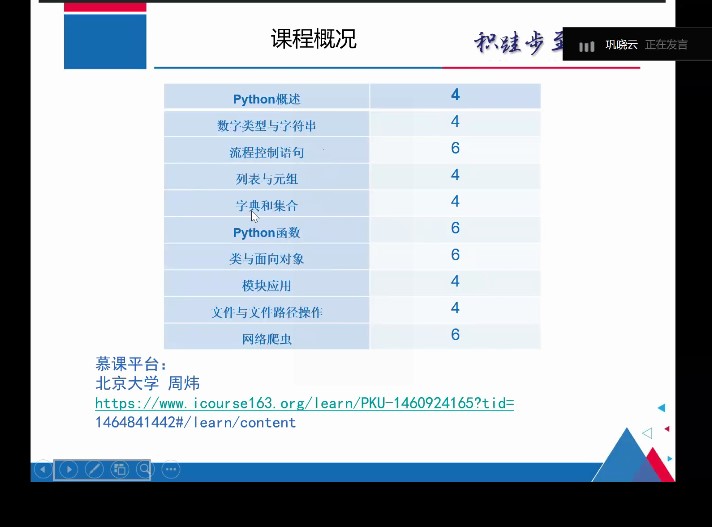 课程概况
积跬步至
巩晓云 正在发言
Python概述 4
数字类型与字符串 4
流程控制语句 6
列表与元组 4
字典和集合 4
Python函数 6
类与面向对象 6
模块应用 4
文件与文件路径操作 4
网络爬虫 6
慕课平台：
北京大学 周炜
https://www.icourse163.org/learn/PKU-1460924165?tid=
1464841442#/learn/content